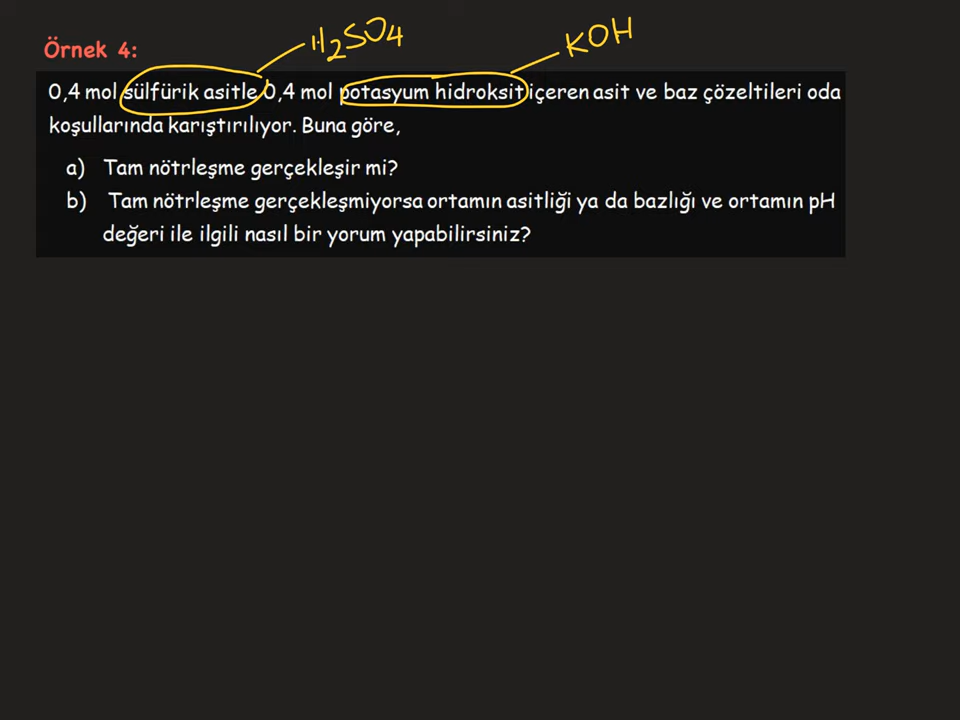 H2SO4
KOH
Örnek 4:
0,4 mol sülfürik asitle 0,4 mol potasyum hidroksit içeren asit ve baz çözeltileri oda
koşullarında karıştırılıyor. Buna göre,
a) Tam nötrleşme gerçekleşir mi?
b) Tam nötrleşme gerçekleşmiyorsa ortamın asitliği ya da bazlığı ve ortamın pH
değeri ile ilgili nasıl bir yorum yapabilirsiniz?